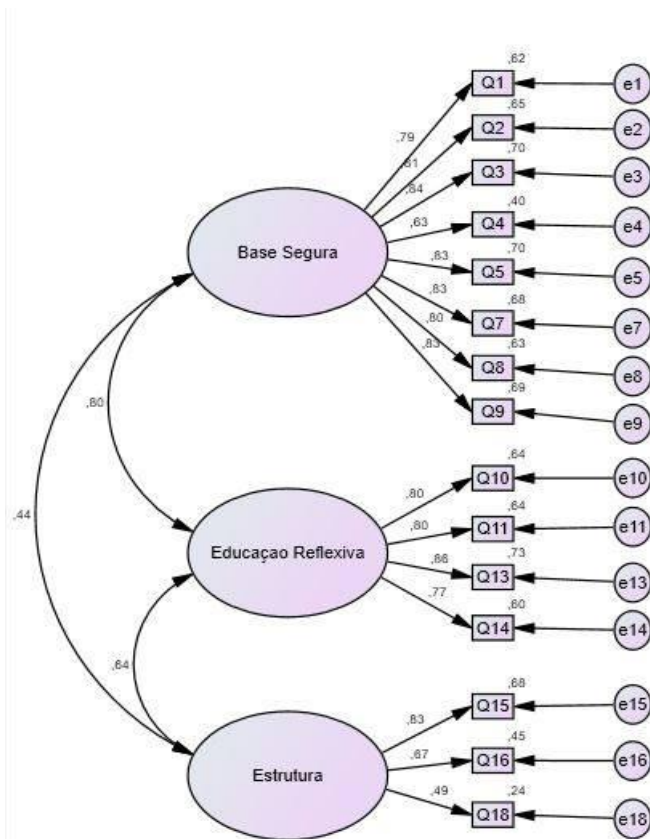 ,62
Q1
e1
,65
Q2
e2
,79
,70
Q3
e3
,81
,84
,40
Q4
e4
,63
,70
Base Segura
Q5
e5
,83
,68
Q7
e7
,83
,63
Q8
e8
,80
,69
Q9
e9
,83
,80
,64
Q10
e10
,80
,64
Q11
e11
,80
,44
Educaçao Reflexiva
,73
Q13
e13
,86
,60
Q14
e14
,77
,64
,68
Q15
e15
,83
,45
Q16
e16
,67
Estrutura
,24
Q18
e18
,49